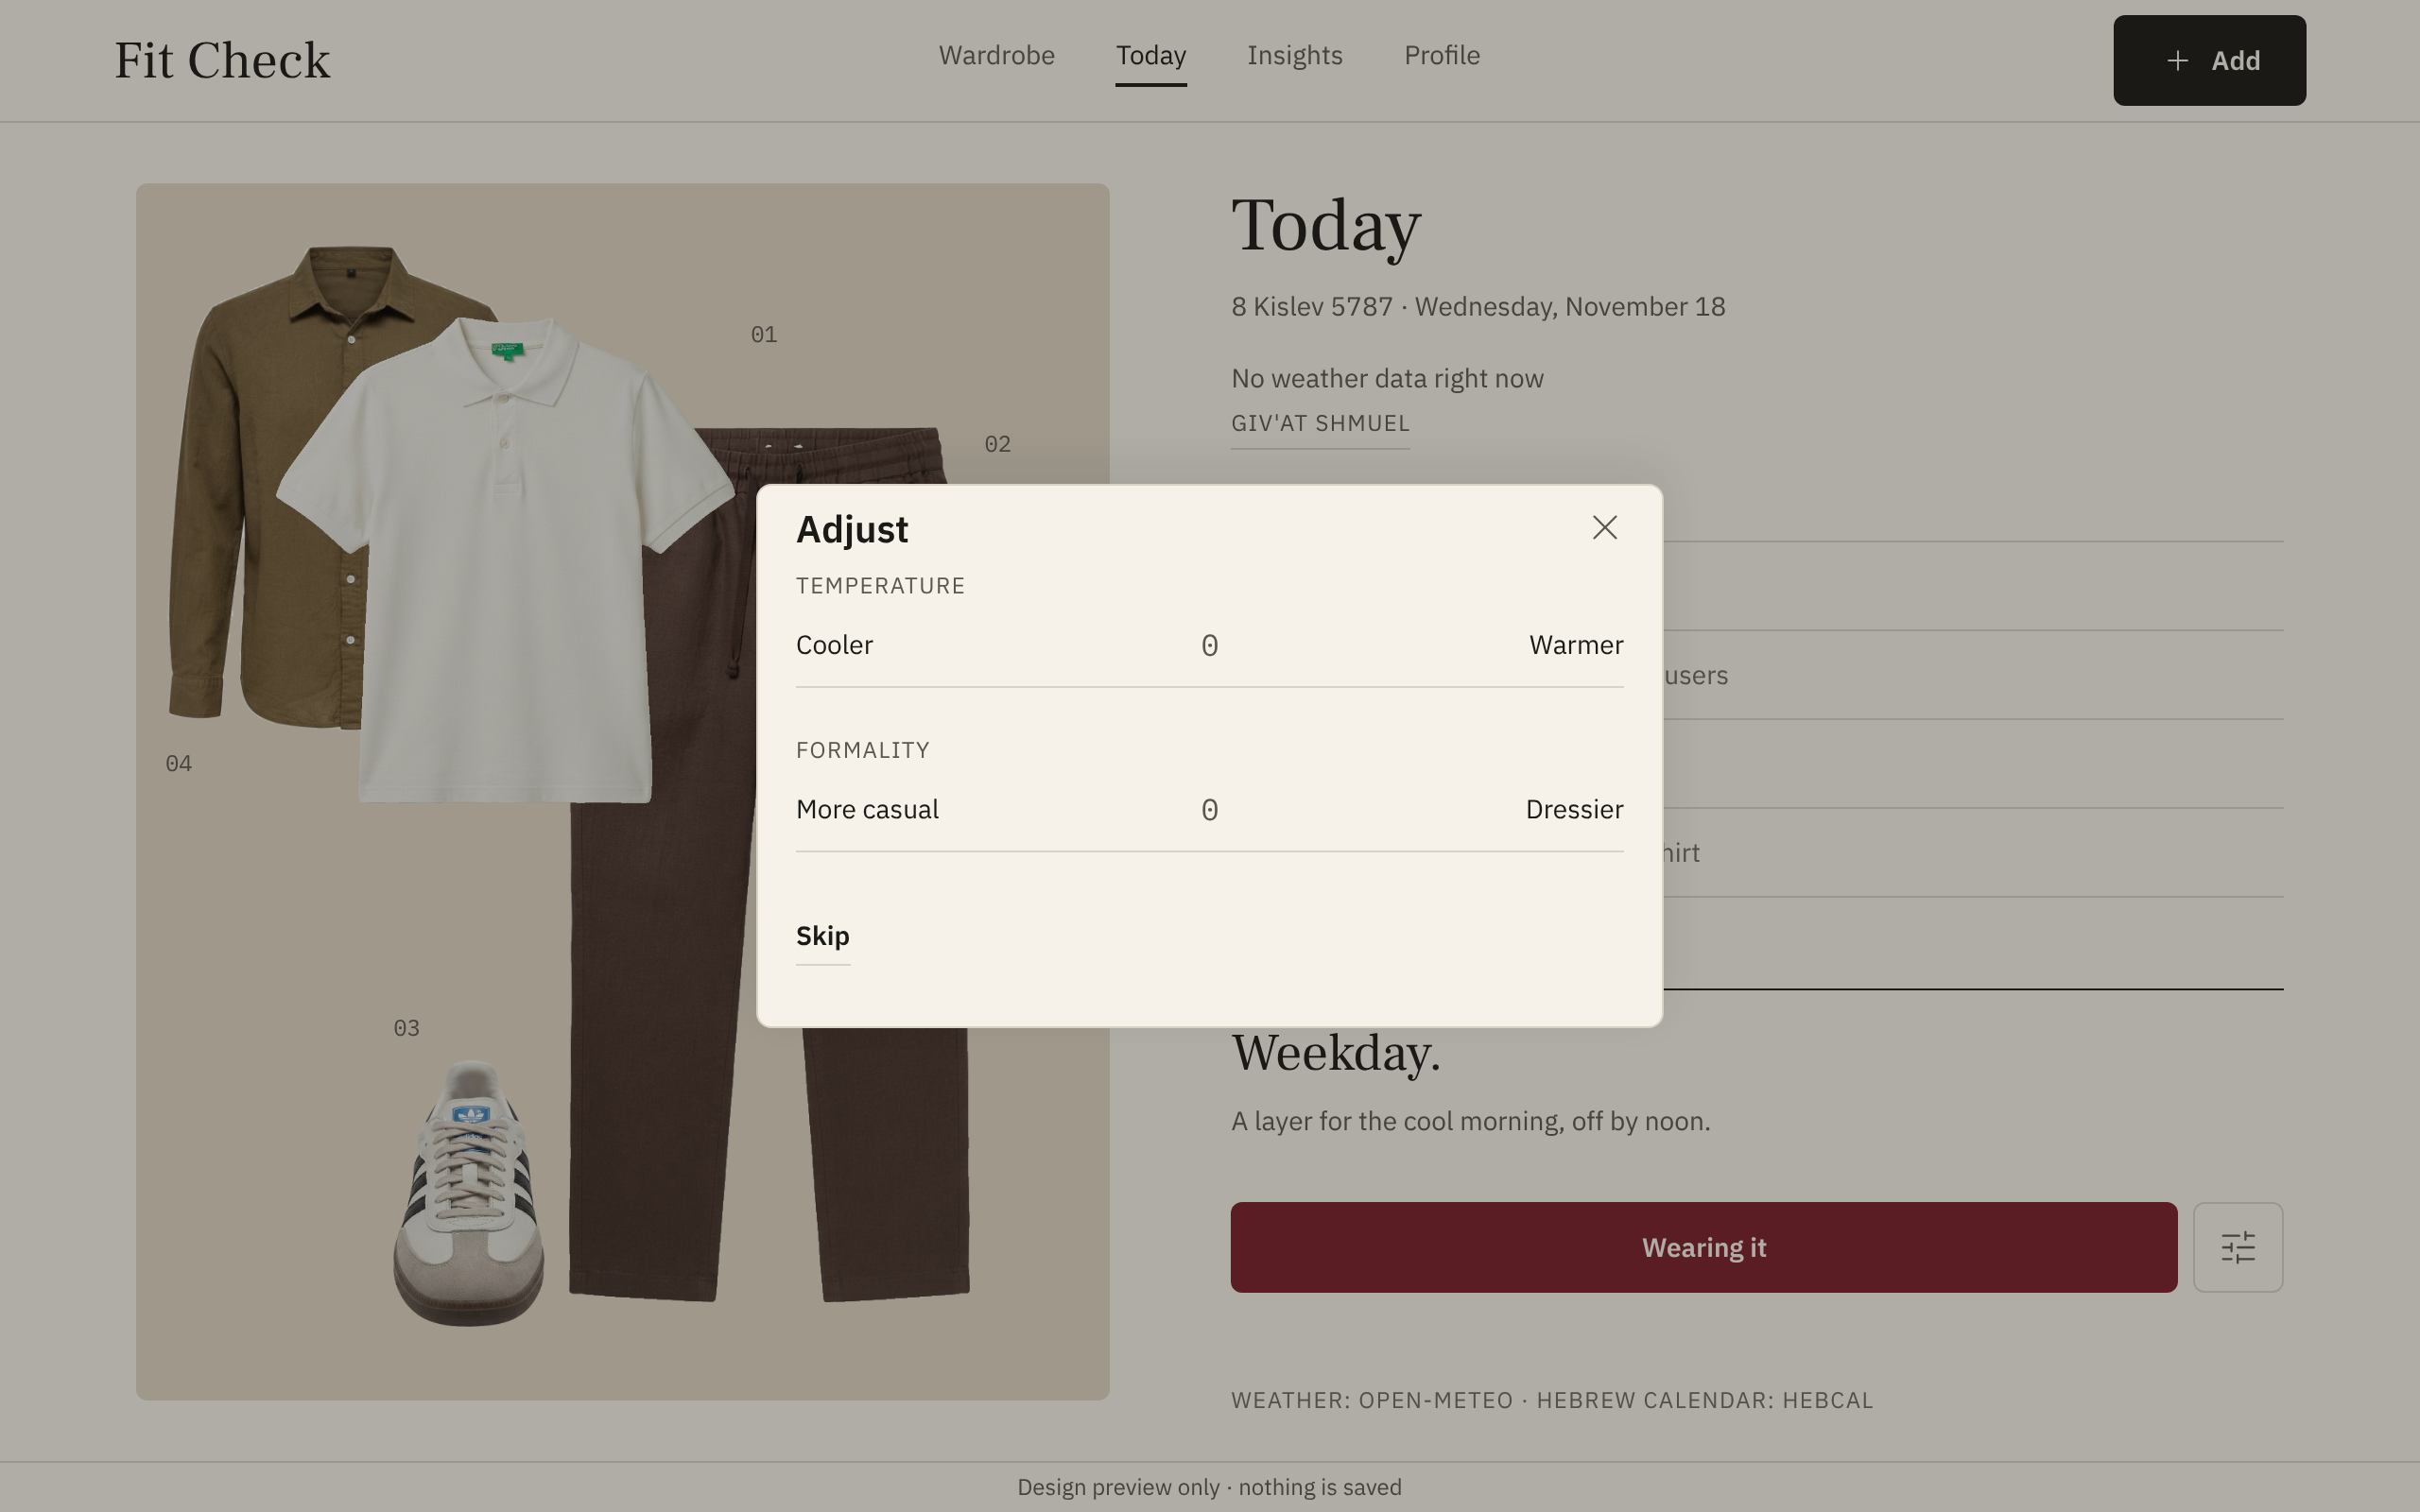 Fit Check
Wardrobe Today Insights Profile
+ Add
Today
8 Kislev 5787 · Wednesday, November 18
No weather data right now
GIV'AT SHMUEL
01
02
04
03
Adjust
TEMPERATURE
Cooler 0 Warmer
FORMALITY
More casual 0 Dressier
Skip
users
hirt
Weekday.
A layer for the cool morning, off by noon.
Wearing it
WEATHER: OPEN-METEO · HEBREW CALENDAR: HEBCAL
Design preview only · nothing is saved